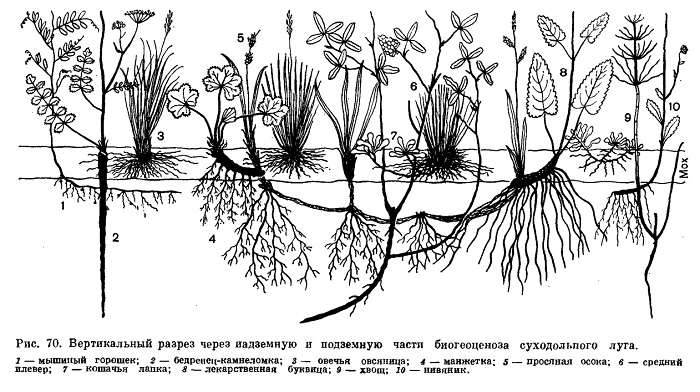 5
3
6
7
8
9
10
Мох
1
2
4
Рис. 70. Вертикальный разрез через надземную и подземную части биогеоценоза суходольного луга.
1 — мышиный горошек; 2 — бедренец-камнеломка; 3 — овечья овсяница; 4 — манжетка; 5 — просяная осока; 6 — средний
клевер; 7 — кошачья лапка; 8 — лекарственная буквица; 9 — хвощ; 10 — нивяник.